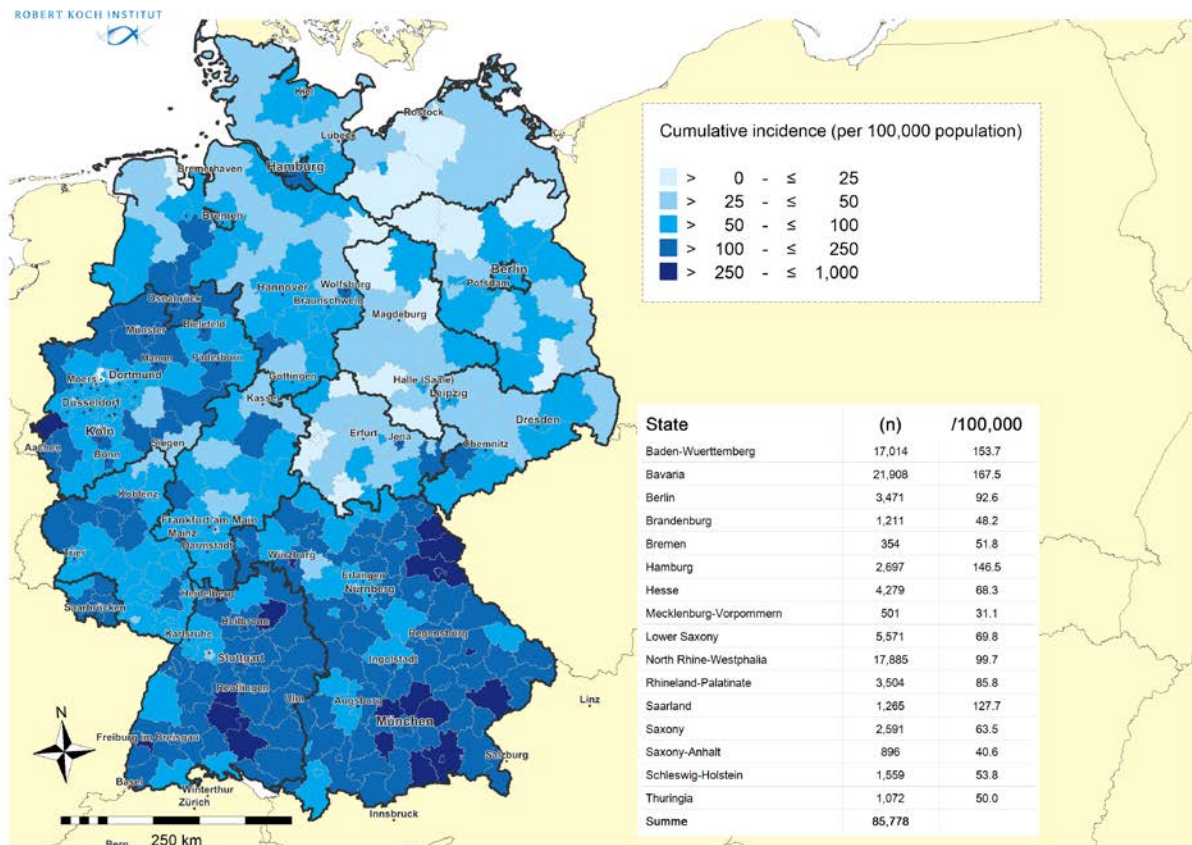 ROBERT KOCH INSTITUT
Cumulative incidence (per 100,000 population)
> 0 - ≤ 25
> 25 - ≤ 50
> 50 - ≤ 100
> 100 - ≤ 250
> 250 - ≤ 1,000
Kiel
Rostock
Lübeck
Bremerhaven
Hamburg
Bremen
Berlin
Wolfsburg
Potsdam
Hannover
Braunschweig
Osnabrück
Magdeburg
Münster
Bielefeld
Hamm
Paderborn
Moers
Dortmund
Göttingen
Halle (Saale)
Leipzig
Düsseldorf
Kassel
Dresden
Köln
Erfurt
Jena
Aachen
Siegen
Chemnitz
Bonn
Koblenz
Frankfurt am Main
Mainz
Darmstadt
Trier
Würzburg
Erlangen
Nürnberg
Heidelberg
Saarbrücken
Heilbronn
Karlsruhe
Regensburg
Stuttgart
Ingolstadt
Reutlingen
Ulm
Augsburg
München
Linz
N
Freiburg im Breisgau
Salzburg
Basel
Winterthur
Zürich
Innsbruck
Bern
250 km
State (n) /100,000
Baden-Wuerttemberg 17,014 153.7
Bavaria 21,908 167.5
Berlin 3,471 92.6
Brandenburg 1,211 48.2
Bremen 354 51.8
Hamburg 2,697 146.5
Hesse 4,279 68.3
Mecklenburg-Vorpommern 501 31.1
Lower Saxony 5,571 69.8
North Rhine-Westphalia 17,885 99.7
Rhineland-Palatinate 3,504 85.8
Saarland 1,265 127.7
Saxony 2,591 63.5
Saxony-Anhalt 896 40.6
Schleswig-Holstein 1,559 53.8
Thuringia 1,072 50.0
Summe 85,778